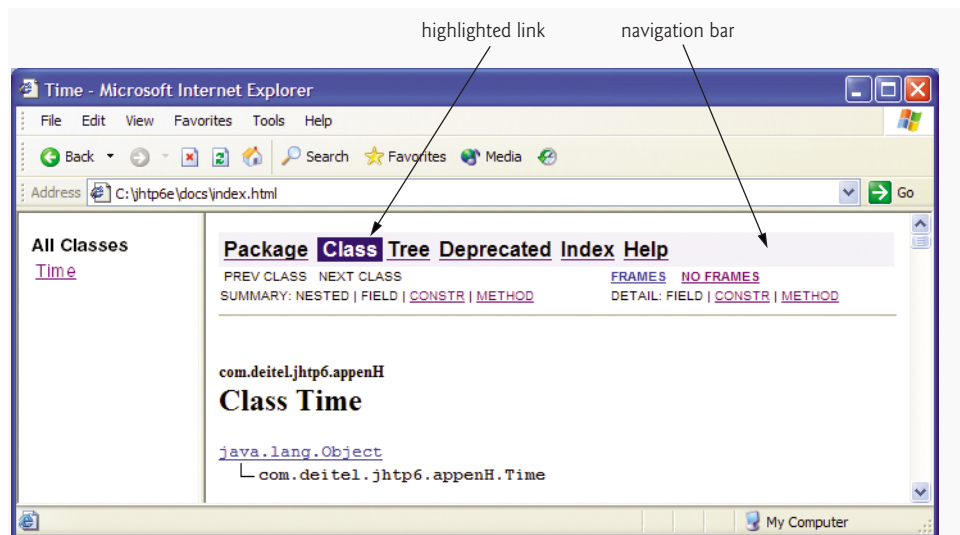 highlighted link navigation bar
Time - Microsoft Internet Explorer
File Edit View Favorites Tools Help
Back Search Favorites Media
Address C:\jhtp6e\docs\index.html Go
All Classes
Time
Package Class Tree Deprecated Index Help
PREV CLASS NEXT CLASS FRAMES NO FRAMES
SUMMARY: NESTED | FIELD | CONSTR | METHOD DETAIL: FIELD | CONSTR | METHOD
com.deitel.jhtp6.appenH
Class Time
java.lang.Object
com.deitel.jhtp6.appenH.Time
My Computer